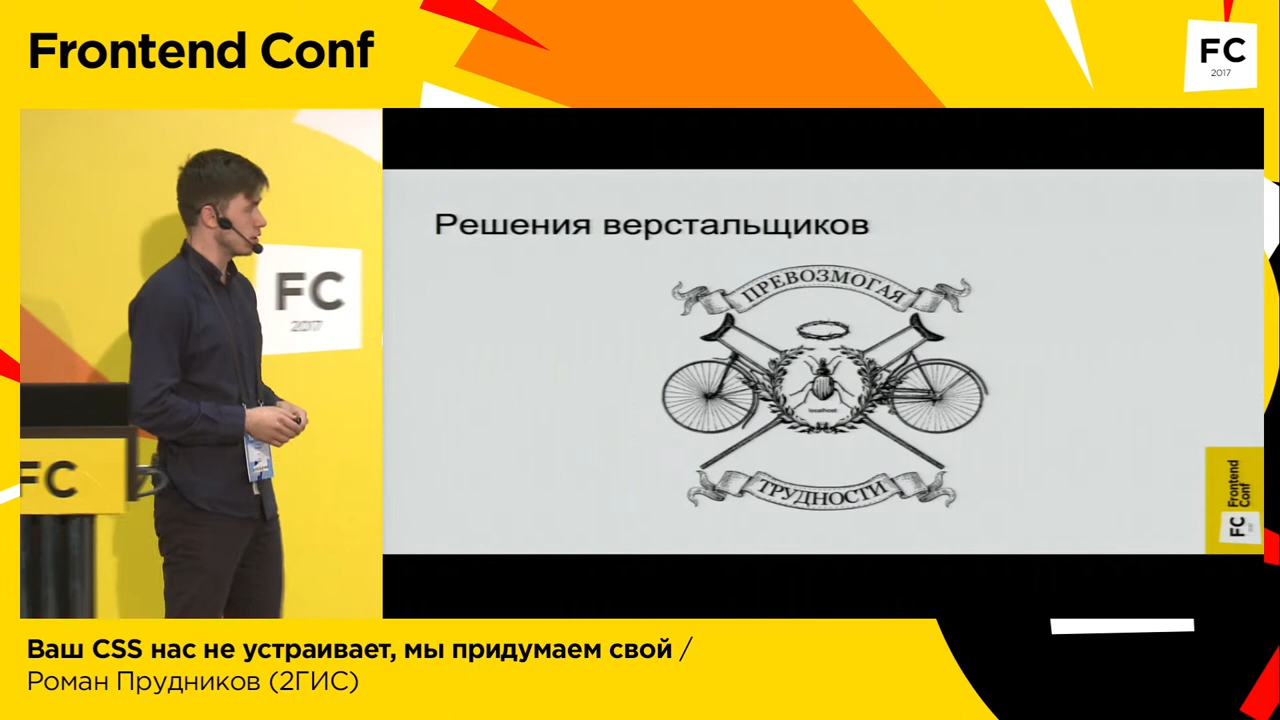 Frontend Conf
FC
2017
FC
2017
FC
Решения верстальщиков
ПРЕВОЗМОГАЯ
localhost
ТРУДНОСТИ
Frontend
Conf
FC
Ваш CSS нас не устраивает, мы придумаем свой /
Роман Прудников (2ГИС)